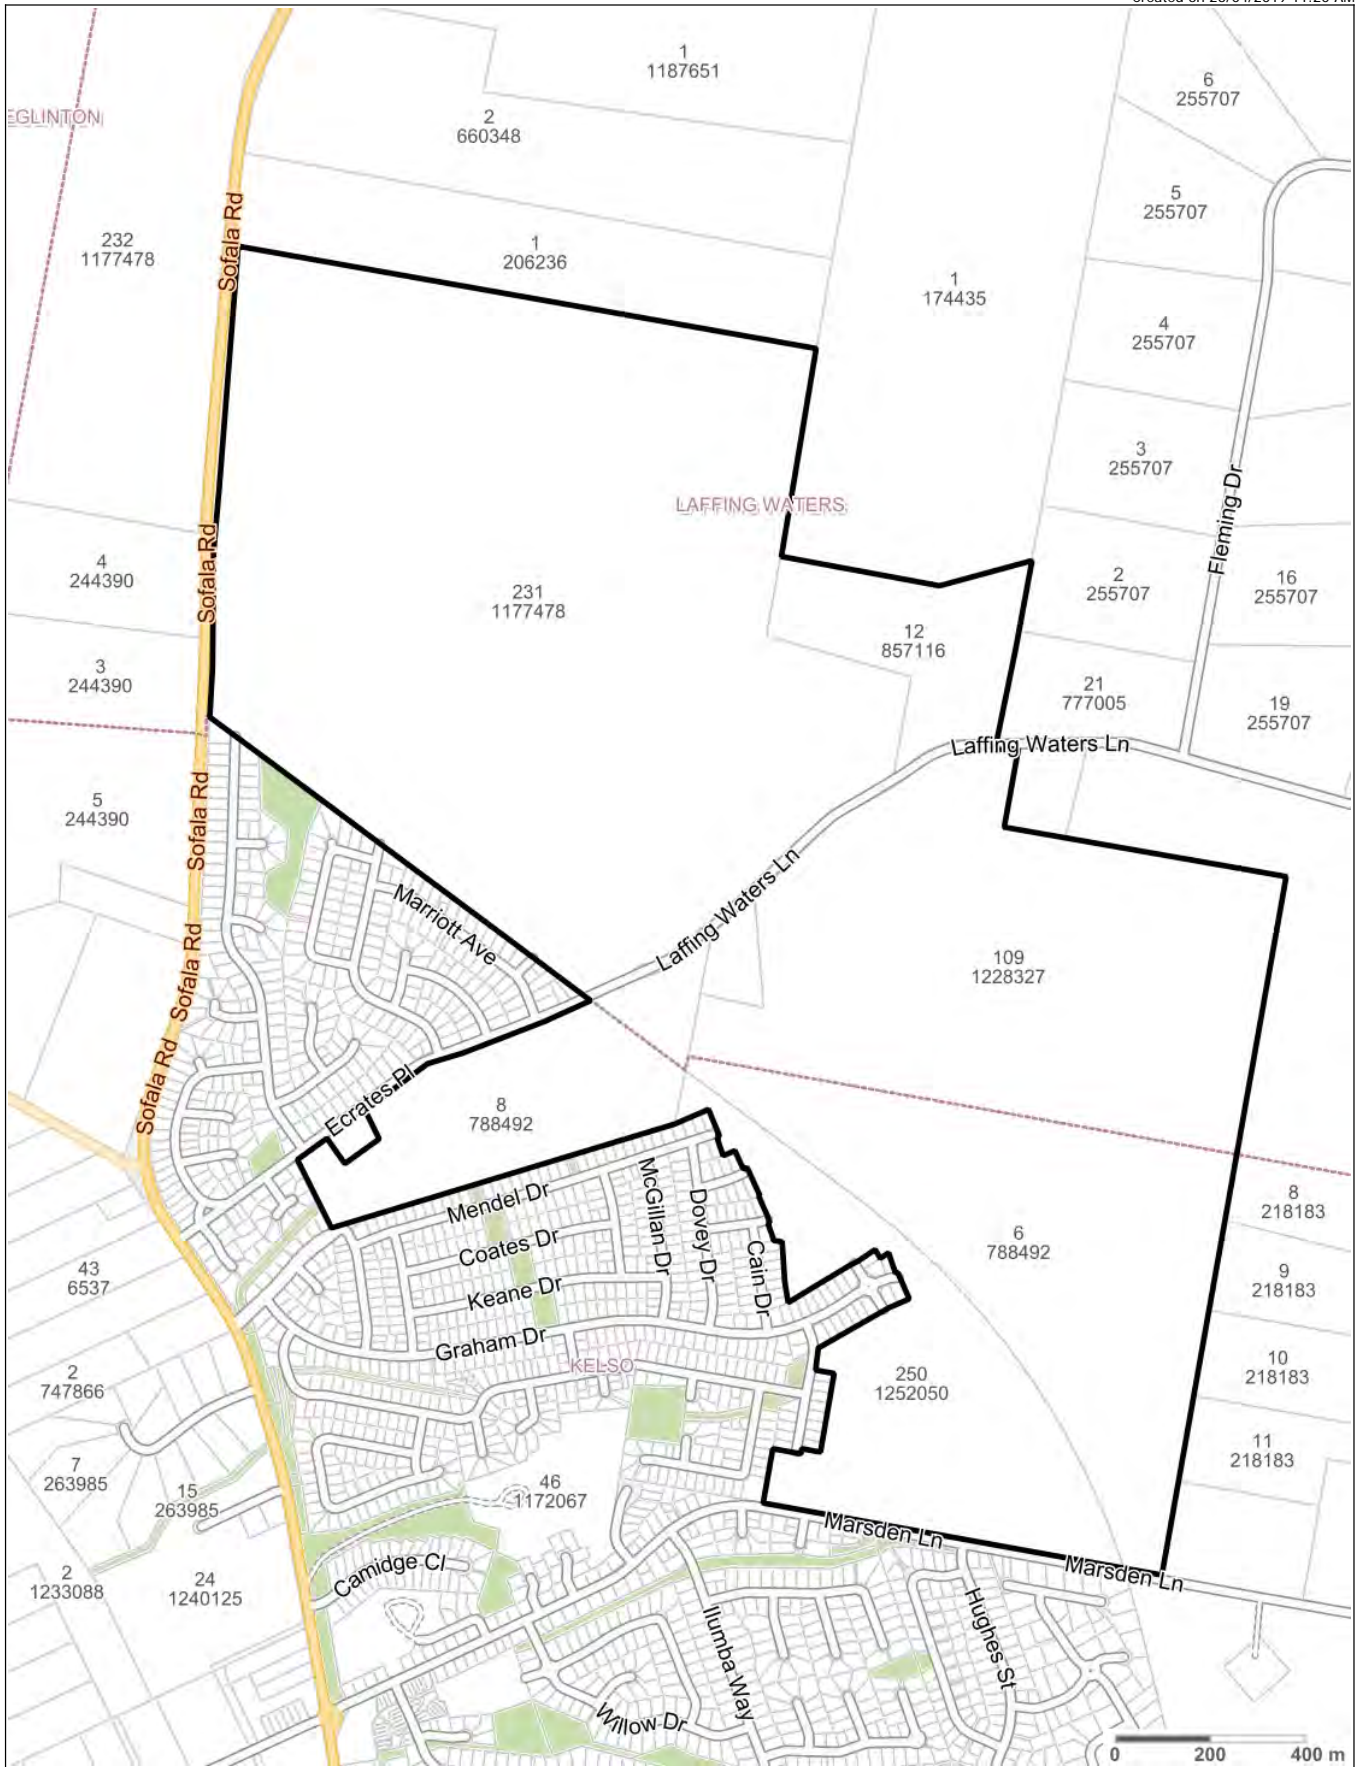 1
1187651
6
255707
EGLINTON
2
660348
5
255707
Sofala Rd
232
1177478
1
206236
1
174435
4
255707
3
255707
LAFFING WATERS
Fleming Dr
Sofala Rd
4
244390
231
1177478
2
255707
16
255707
12
857116
3
244390
21
777005
19
255707
Laffing Waters Ln
Sofala Rd
5
244390
Laffing Waters Ln
Marriott Ave
Sofala Rd
109
1228327
Sofala Rd
Ecrates Pl
8
788492
McGillan Dr
Dovey Dr
Mendel Dr
8
218183
Coates Dr
Cain Dr
6
788492
43
6537
Keane Dr
9
218183
Graham Dr
KELSO
2
747866
250
1252050
10
218183
7
263985
15
263985
46
1172067
11
218183
Marsden Ln
Camidge Cl
Marsden Ln
2
1233088
24
1240125
Ilumba Way
Hughes St
Willow Dr
0 200 400 m